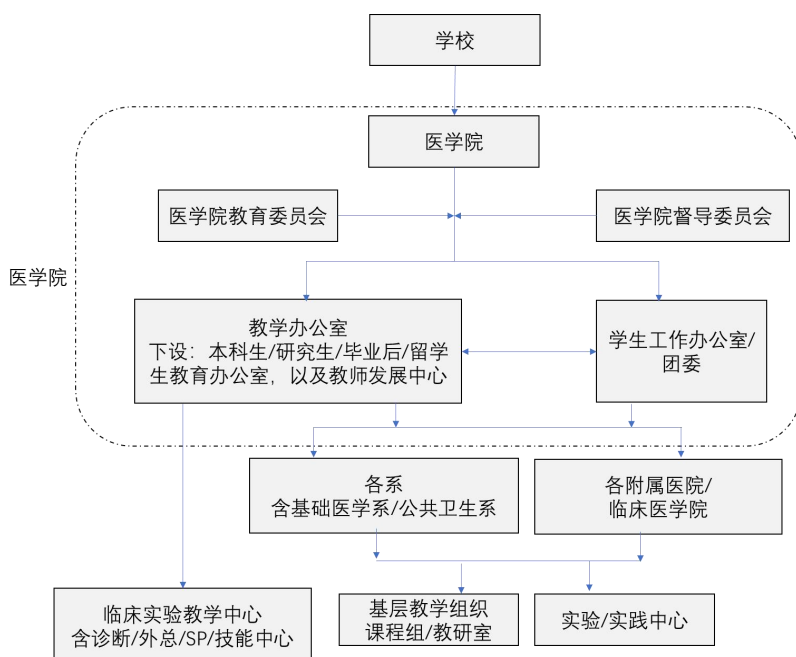 学校
医学院
医学院教育委员会
医学院督导委员会
医学院
教学办公室
下设：本科生/研究生/毕业后/留学
生教育办公室，以及教师发展中心
学生工作办公室/
团委
各系
含基础医学系/公共卫生系
各附属医院/
临床医学院
临床实验教学中心
含诊断/外总/SP/技能中心
基层教学组织
课程组/教研室
实验/实践中心